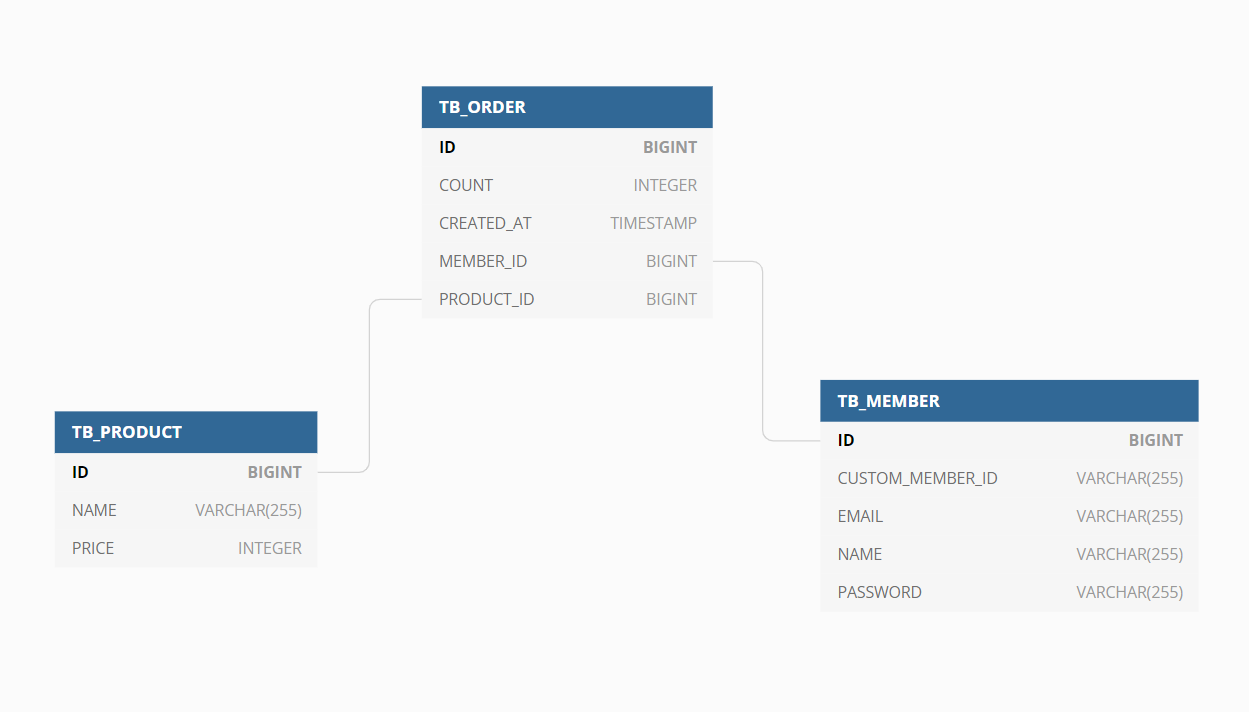 TB_ORDER
ID BIGINT
COUNT INTEGER
CREATED_AT TIMESTAMP
MEMBER_ID BIGINT
PRODUCT_ID BIGINT
TB_PRODUCT
ID BIGINT
NAME VARCHAR(255)
PRICE INTEGER
TB_MEMBER
ID BIGINT
CUSTOM_MEMBER_ID VARCHAR(255)
EMAIL VARCHAR(255)
NAME VARCHAR(255)
PASSWORD VARCHAR(255)